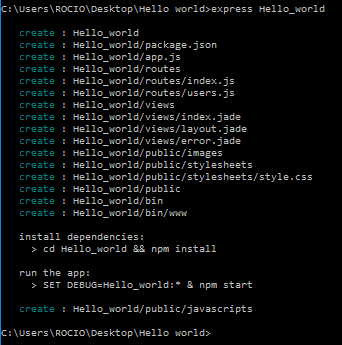 C:\Users\ROCIO\Desktop\Hello world>express Hello_world
create : Hello_world
create : Hello_world/package.json
create : Hello_world/app.js
create : Hello_world/routes
create : Hello_world/routes/index.js
create : Hello_world/routes/users.js
create : Hello_world/views
create : Hello_world/views/index.jade
create : Hello_world/views/layout.jade
create : Hello_world/views/error.jade
create : Hello_world/public/images
create : Hello_world/public/stylesheets
create : Hello_world/public/stylesheets/style.css
create : Hello_world/public
create : Hello_world/bin
create : Hello_world/bin/www
install dependencies:
> cd Hello_world && npm install
run the app:
> SET DEBUG=Hello_world:* & npm start
create : Hello_world/public/javascripts
C:\Users\ROCIO\Desktop\Hello world>